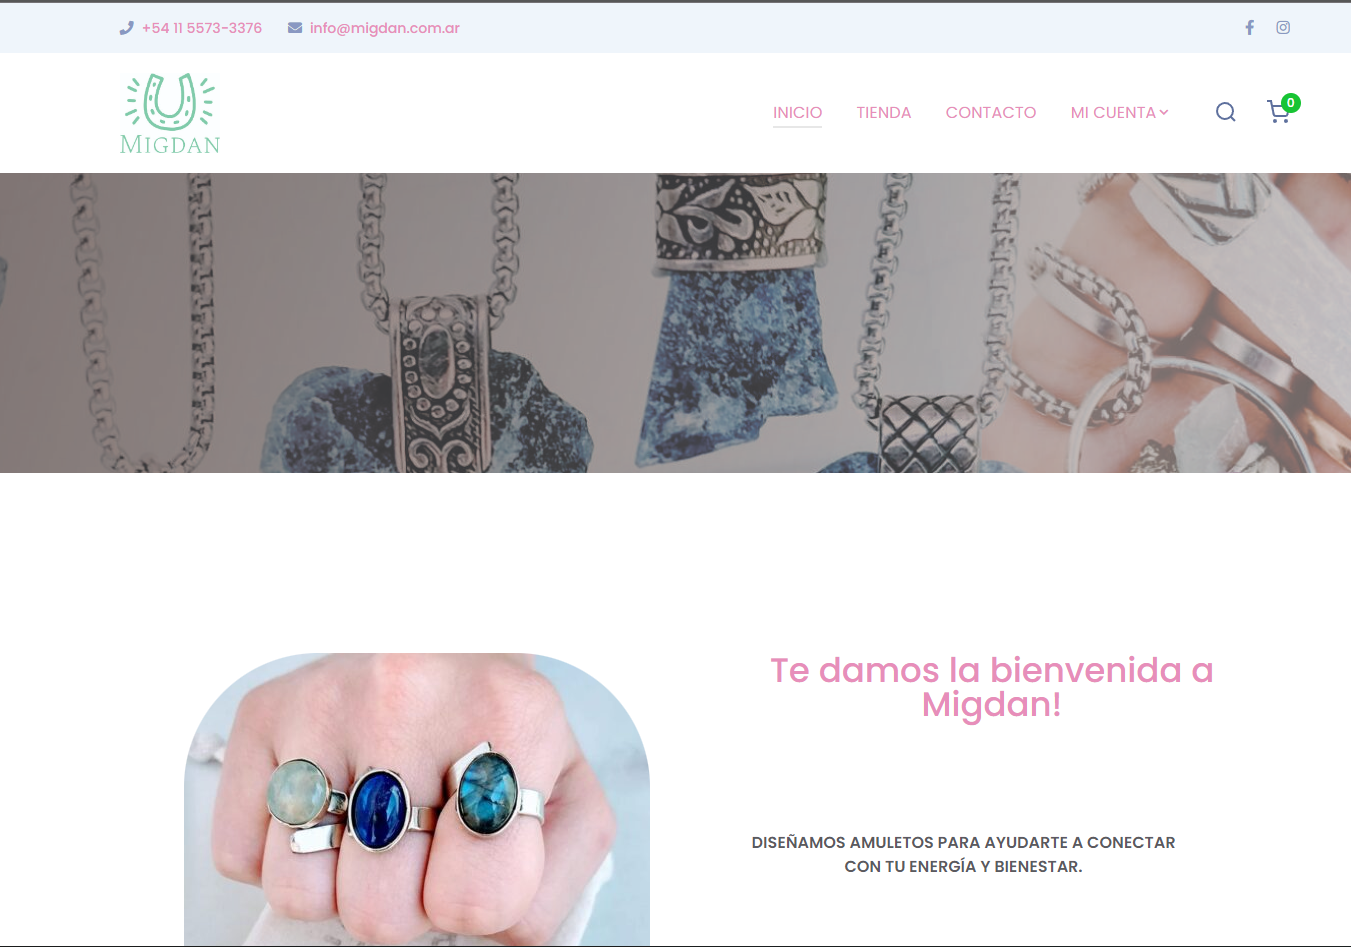 +54 11 5573-3376 info@migdan.com.ar
MIGDAN
INICIO TIENDA CONTACTO MI CUENTA 0
Te damos la bienvenida a
Migdan!
DISEÑAMOS AMULETOS PARA AYUDARTE A CONECTAR
CON TU ENERGÍA Y BIENESTAR.